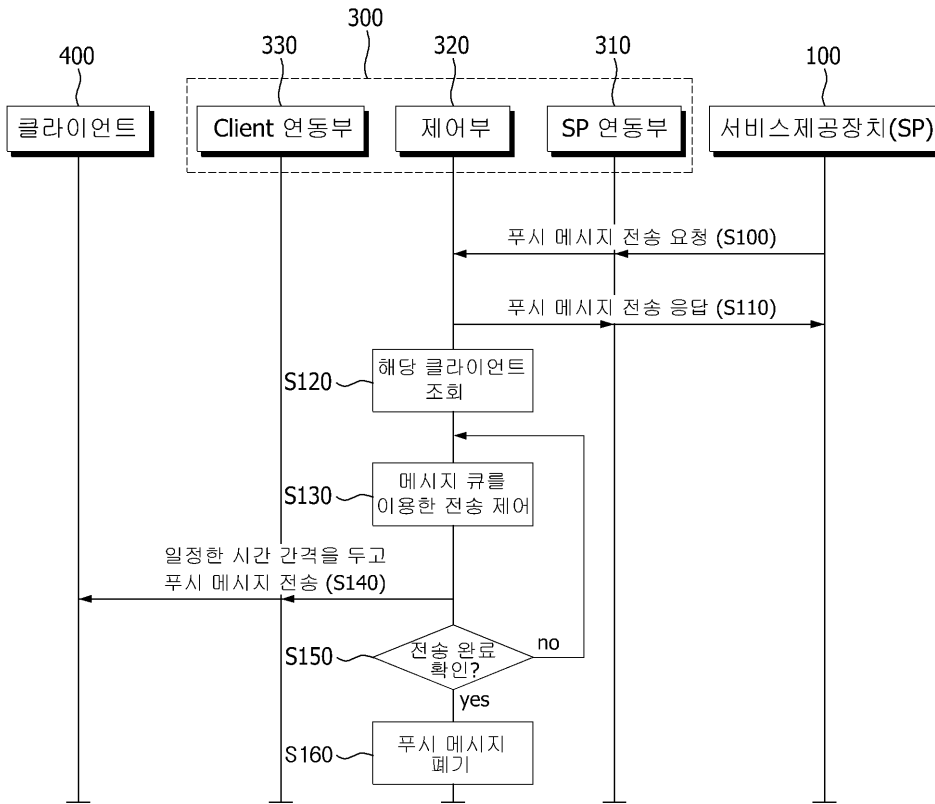 300
400
330
320
310
100
클라이언트
Client 연동부
제어부
SP 연동부
서비스제공장치(SP)
푸시 메시지 전송 요청 (S100)
푸시 메시지 전송 응답 (S110)
S120
해당 클라이언트
조회
S130
메시지 큐를
이용한 전송 제어
일정한 시간 간격을 두고
푸시 메시지 전송 (S140)
S150
전송 완료
확인?
no
yes
S160
푸시 메시지
폐기